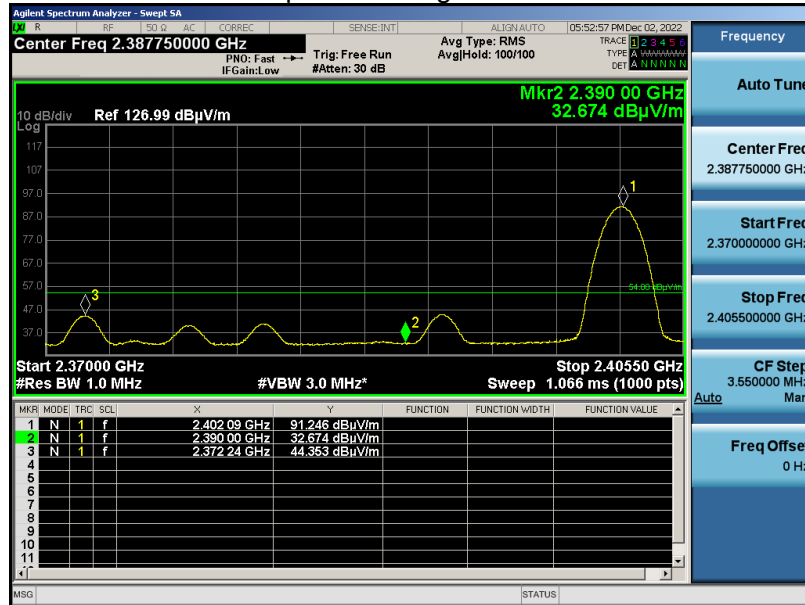 Agilent Spectrum Analyzer - Swept SA
LXI R RF 50 Ω AC CORREC SENSE:INT ALIGN AUTO 05:52:57 PM Dec 02, 2022
Center Freq 2.387750000 GHz
PNO: Fast
IFGain:Low
Trig: Free Run
#Atten: 30 dB
Avg Type: RMS
Avg|Hold: 100/100
TRACE 1 2 3 4 5 6
TYPE A WWWWW
DET A N N N N N
Mkr2 2.390 00 GHz
32.674 dBµV/m
10 dB/div Ref 126.99 dBµV/m
Log
117
107
97.0
87.0
77.0
67.0
57.0
47.0
37.0
1
2
3
54.00 dBµV/m
Start 2.37000 GHz Stop 2.40550 GHz
#Res BW 1.0 MHz #VBW 3.0 MHz* Sweep 1.066 ms (1000 pts)
MKR MODE TRC SCL X Y FUNCTION FUNCTION WIDTH FUNCTION VALUE
1 N 1 f 2.402 09 GHz 91.246 dBµV/m
2 N 1 f 2.390 00 GHz 32.674 dBµV/m
3 N 1 f 2.372 24 GHz 44.353 dBµV/m
4
5
6
7
8
9
10
11
MSG STATUS
Frequency
Auto Tune
Center Freq
2.387750000 GHz
Start Freq
2.370000000 GHz
Stop Freq
2.405500000 GHz
CF Step
3.550000 MHz
Auto Man
Freq Offset
0 Hz